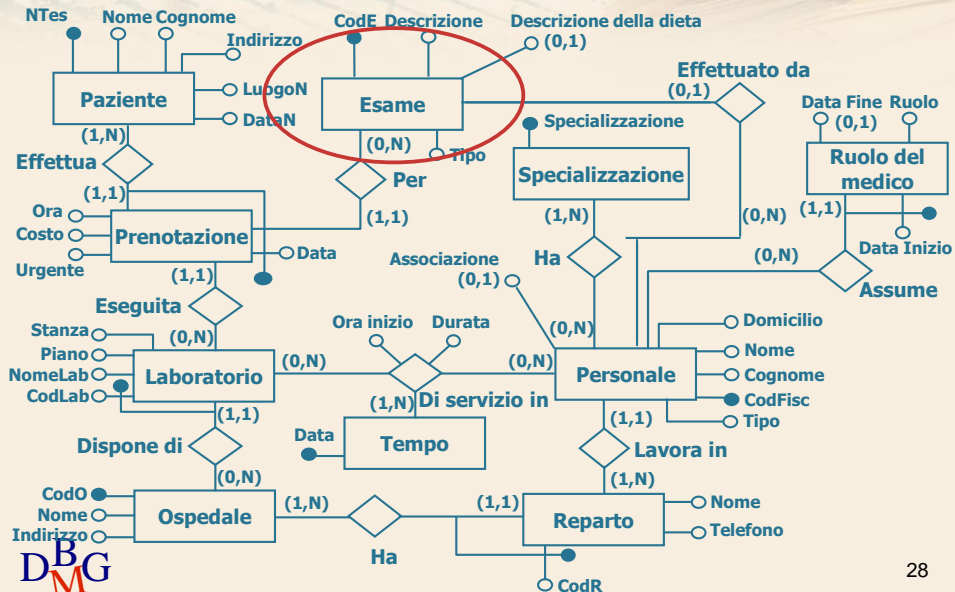 NTes Nome Cognome CodE Descrizione Descrizione della dieta
(0,1)
Indirizzo
Effettuato da
(0,1)
Paziente
LuogoN
DataN
Esame
Data Fine Ruolo
(0,1)
Specializzazione
Ruolo del
medico
(1,N)
(0,N)
Tipo
Effettua
Per
Specializzazione
(1,1)
(1,1)
(1,N)
(0,N)
(1,1)
Ora
Costo
Urgente
Prenotazione
Data
Data Inizio
(1,1)
Associazione
(0,1)
Ha
(0,N)
Assume
Eseguita
Stanza
Piano
NomeLab
CodLab
(0,N)
Ora inizio Durata
(0,N)
Domicilio
Nome
Cognome
CodFisc
Tipo
Laboratorio
(0,N)
(0,N)
Personale
(1,1)
(1,N)
Di servizio in
(1,1)
Data
Tempo
Dispone di
Lavora in
(0,N)
(1,N)
CodO
Nome
Indirizzo
Ospedale
(1,N)
(1,1)
Reparto
Nome
Telefono
Ha
CodR
DBMG
28